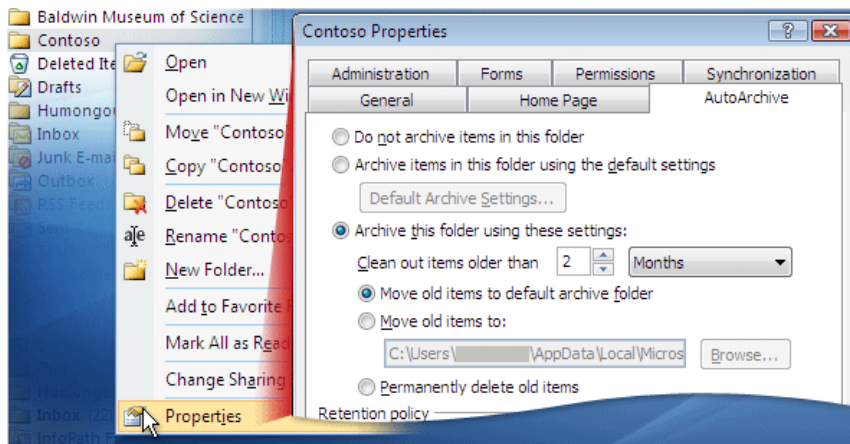 Baldwin Museum of Science
Contoso
Deleted Ite
Drafts
Humongou
Inbox
Junk E-mai
Outbox
RSS Feed
Inbox (22)
InfoPath F
Open
Open in New Wi
Move "Contoso"
Copy "Contoso"
Delete "Contoso
Rename "Conto
New Folder...
Add to Favorite F
Mark All as Read
Change Sharing
Properties
Contoso Properties
Administration Forms Permissions Synchronization
General Home Page AutoArchive
Do not archive items in this folder
Archive items in this folder using the default settings
Default Archive Settings...
Archive this folder using these settings:
Clean out items older than 2 Months
Move old items to default archive folder
Move old items to:
C:\Users\ \AppData\Local\Micros Browse...
Permanently delete old items
Retention policy